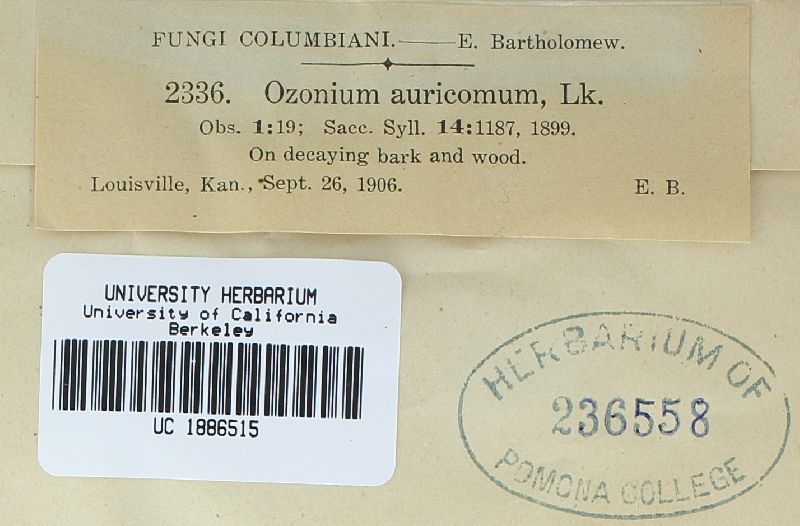 FUNGI COLUMBIANI.——E. Bartholomew.
2336. Ozonium auricomum, Lk.
Obs. 1:19; Sacc. Syll. 14:1187, 1899.
On decaying bark and wood.
Louisville, Kan., Sept. 26, 1906. E. B.
UNIVERSITY HERBARIUM
University of California
Berkeley
UC 1886515
HERBARIUM OF
236558
POMONA COLLEGE